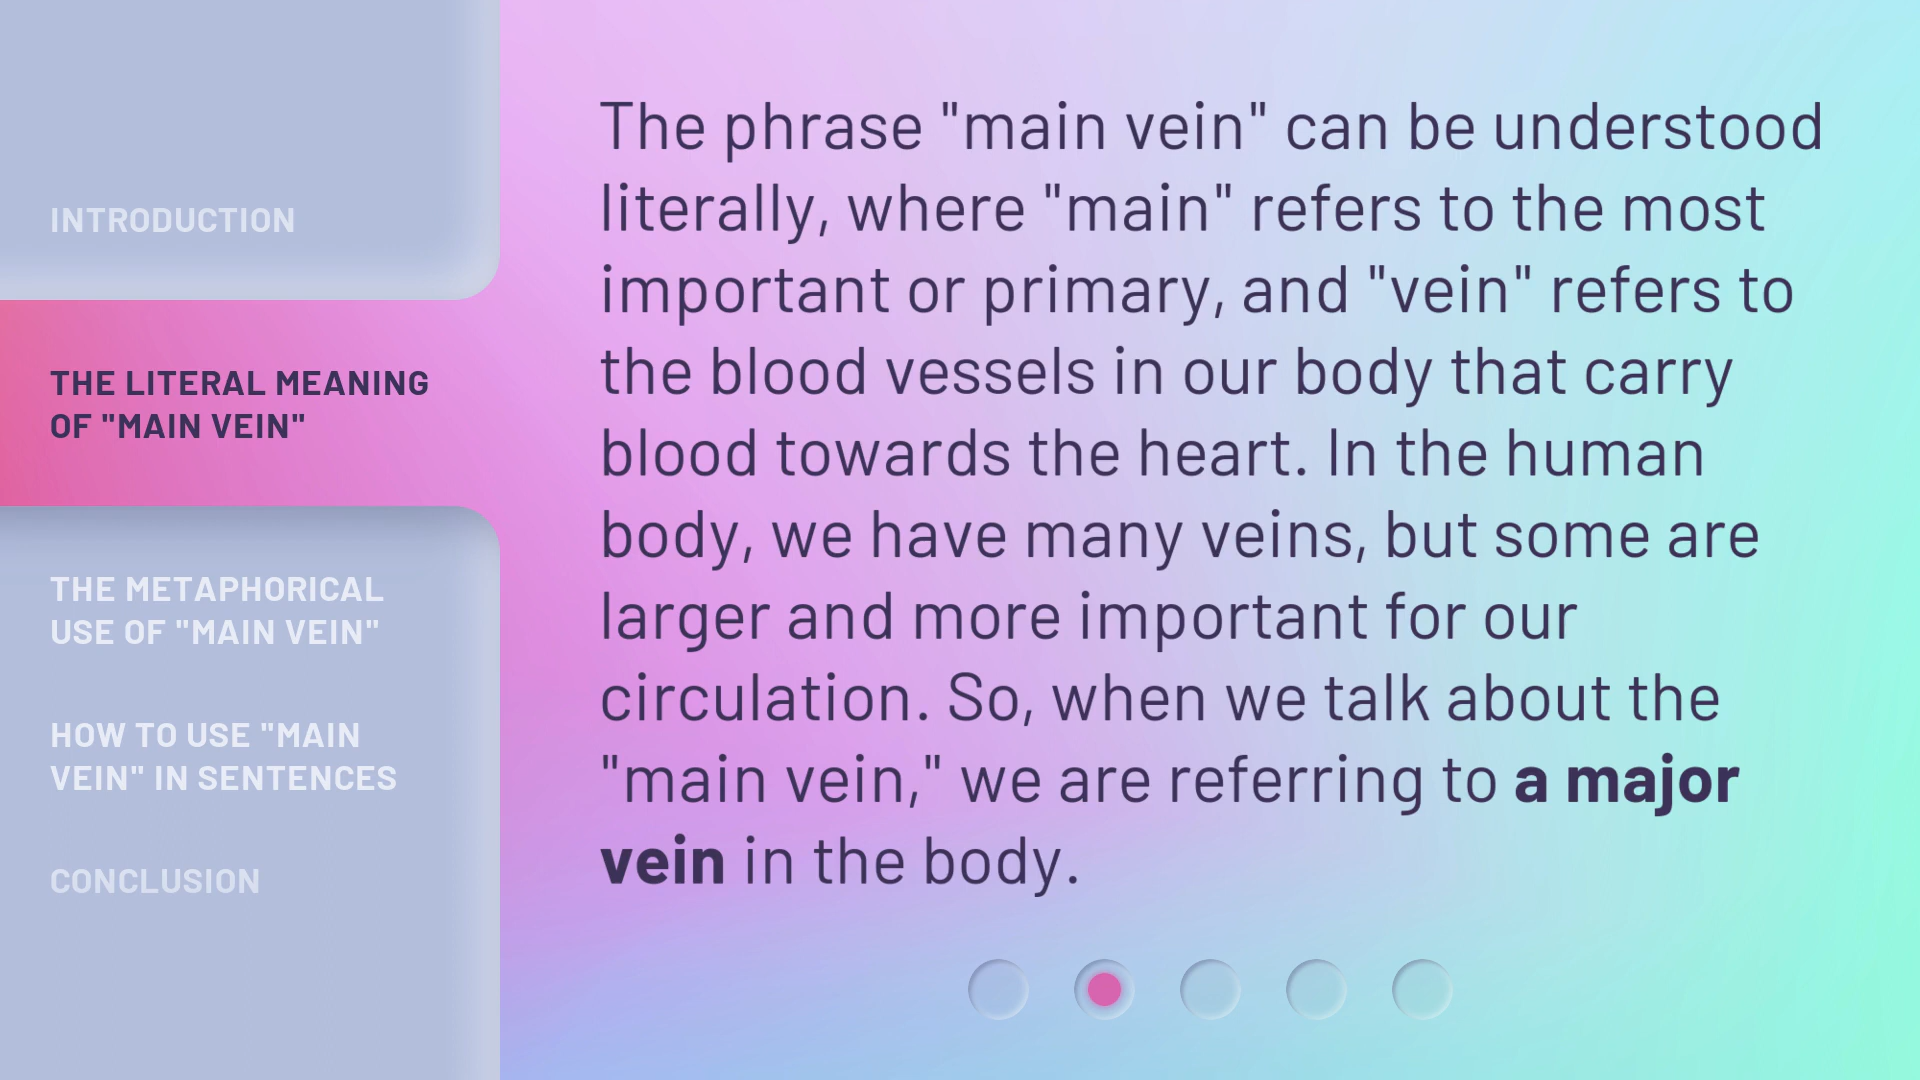 INTRODUCTION
THE LITERAL MEANING
OF "MAIN VEIN"
THE METAPHORICAL
USE OF "MAIN VEIN"
HOW TO USE "MAIN
VEIN" IN SENTENCES
CONCLUSION
The phrase "main vein" can be understood
literally, where "main" refers to the most
important or primary, and "vein" refers to
the blood vessels in our body that carry
blood towards the heart. In the human
body, we have many veins, but some are
larger and more important for our
circulation. So, when we talk about the
"main vein," we are referring to a major
vein in the body.